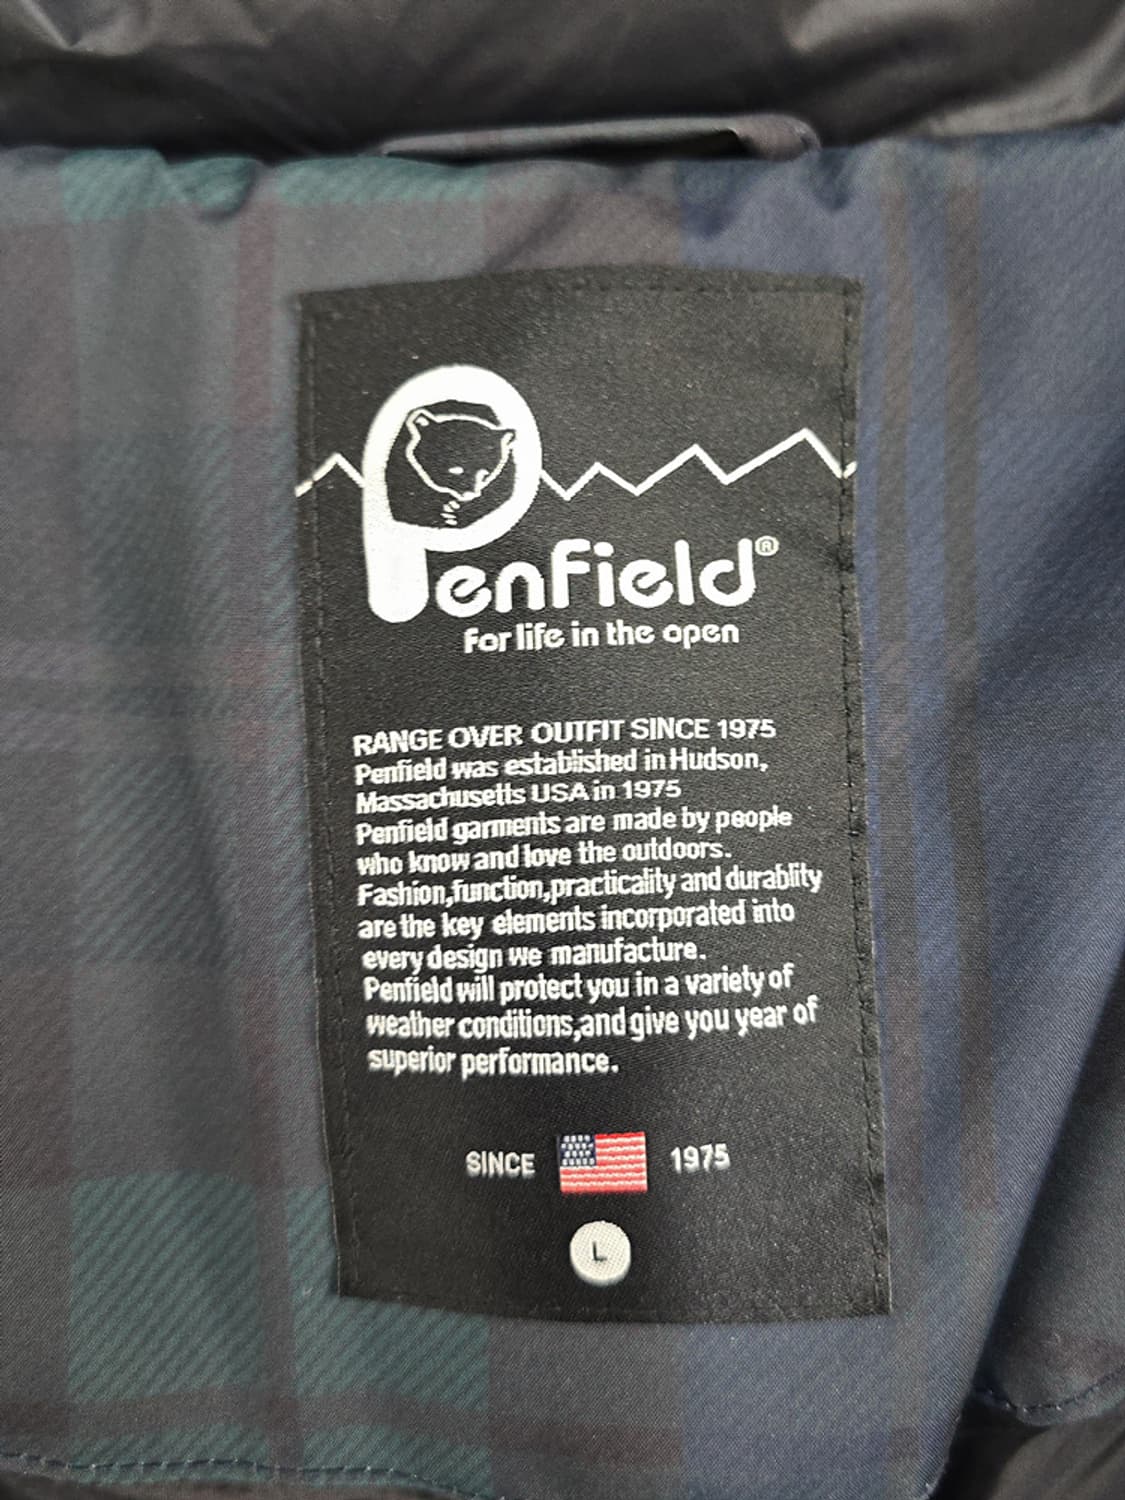 Penfield®
For life in the open
RANGE OVER OUTFIT SINCE 1975
Penfield was established in Hudson,
Massachusetts USA in 1975
Penfield garments are made by people
who know and love the outdoors.
Fashion,function,practicality and durablity
are the key elements incorporated into
every design we manufacture.
Penfield will protect you in a variety of
weather conditions,and give you year of
superior performance.
SINCE 1975
L